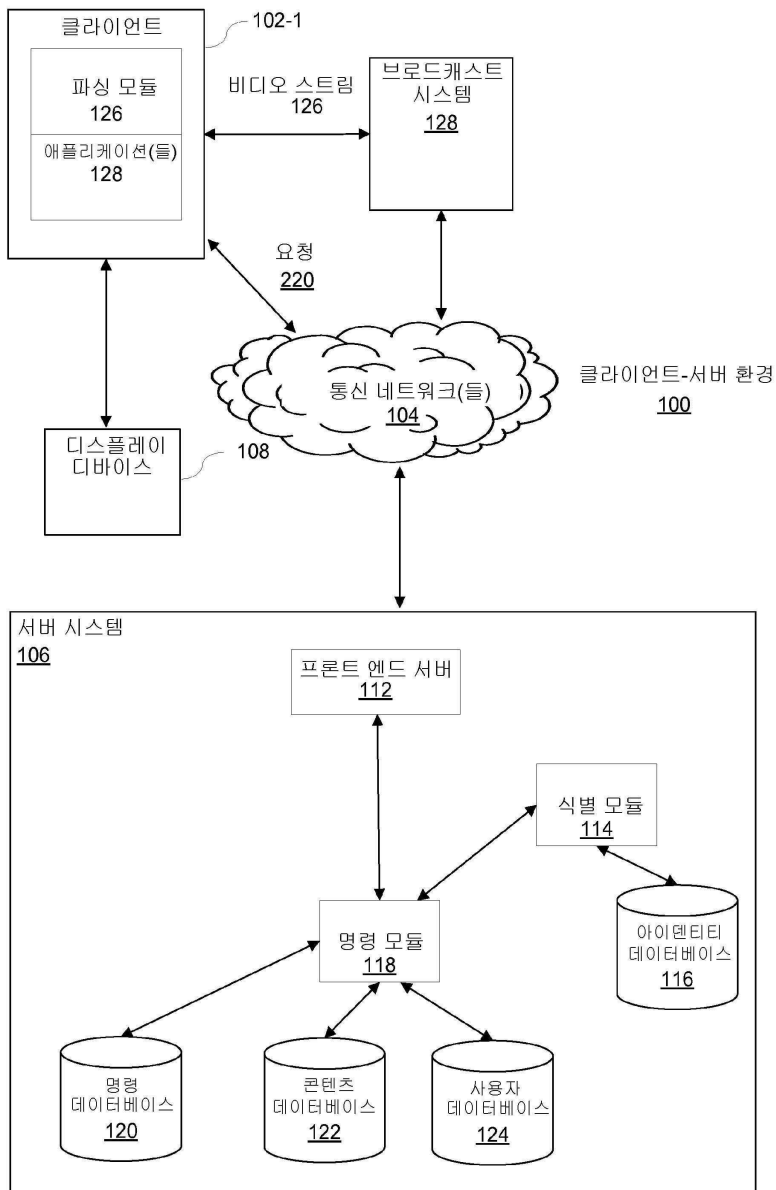 클라이언트
102-1
파싱 모듈
126
애플리케이션(들)
128
비디오 스트림
126
브로드캐스트
시스템
128
요청
220
통신 네트워크(들)
104
클라이언트-서버 환경
100
디스플레이
디바이스
108
서버 시스템
106
프론트 엔드 서버
112
식별 모듈
114
아이덴티티
데이터베이스
116
명령 모듈
118
명령
데이터베이스
120
콘텐츠
데이터베이스
122
사용자
데이터베이스
124